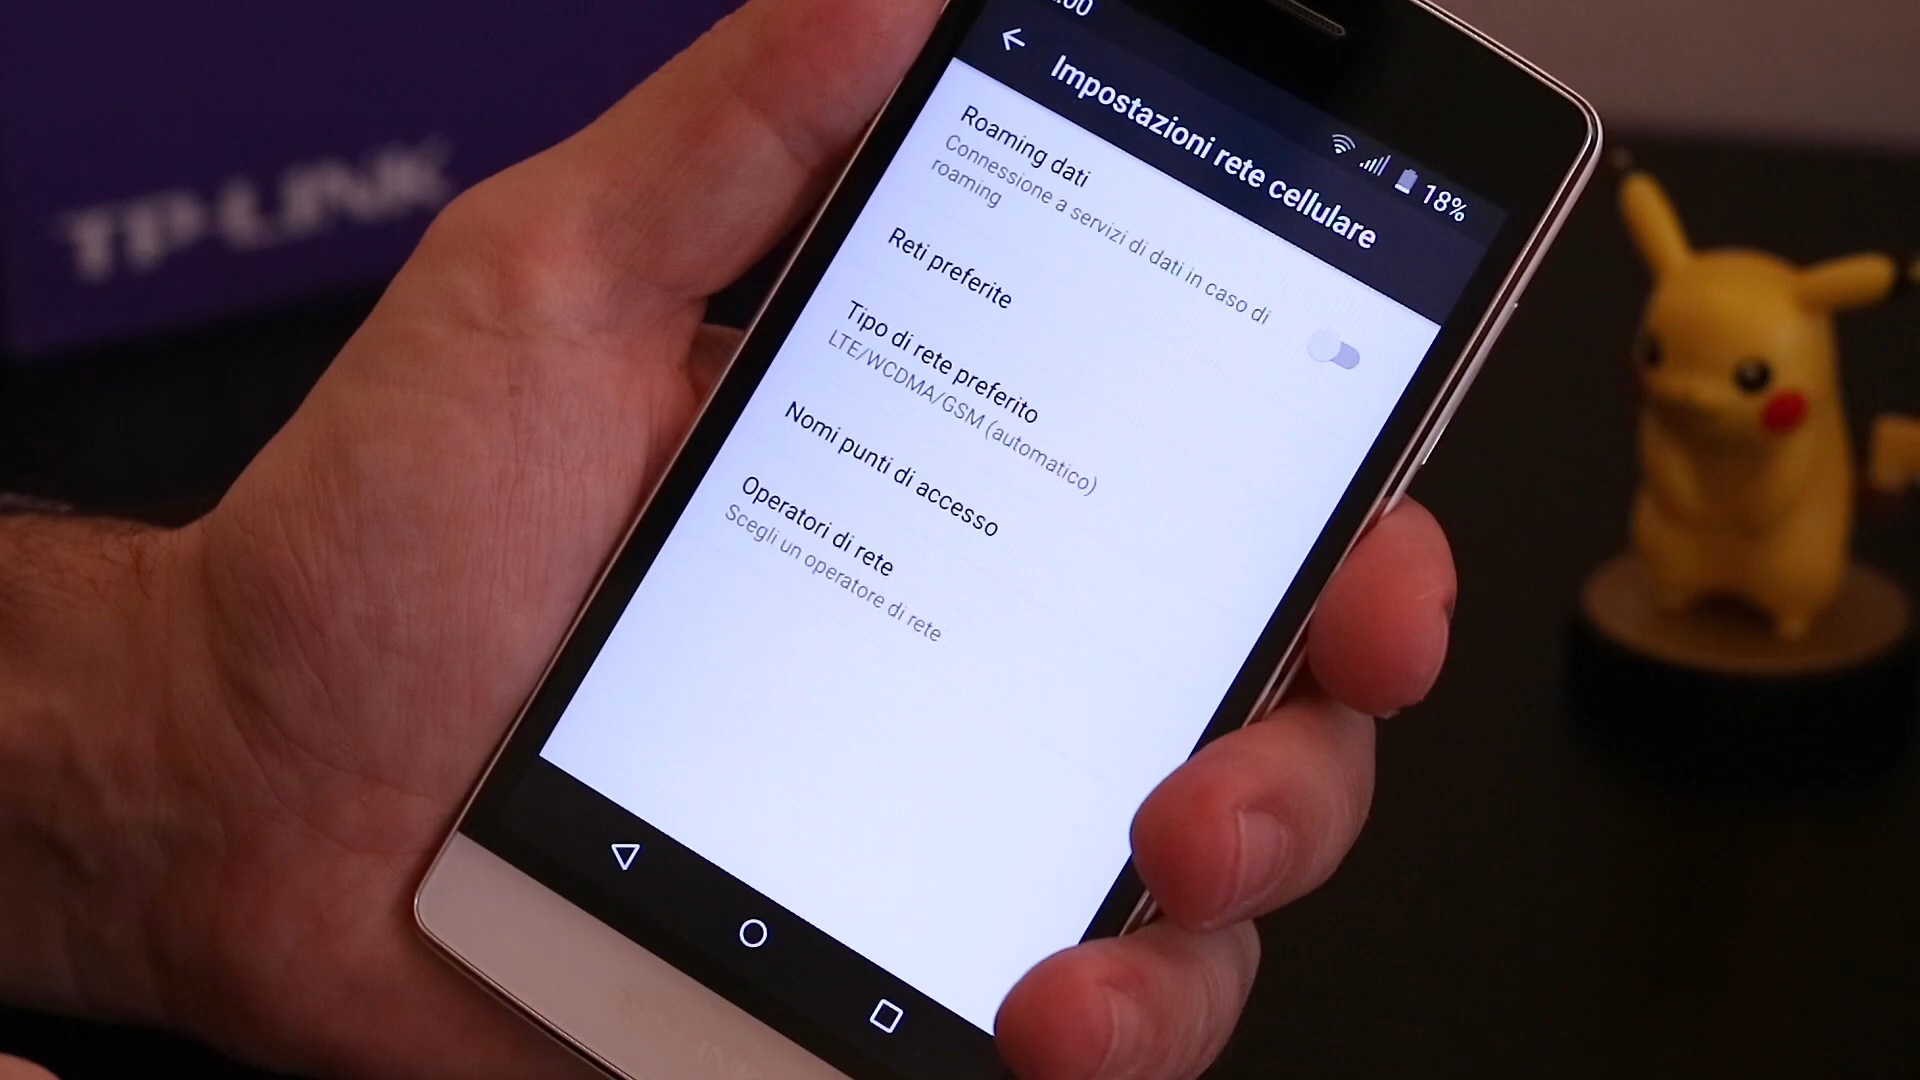 TP-LINK
:00
18%
Impostazioni rete cellulare
Roaming dati
Connessione a servizi di dati in caso di
roaming
Reti preferite
Tipo di rete preferito
LTE/WCDMA/GSM (automatico)
Nomi punti di accesso
Operatori di rete
Scegli un operatore di rete